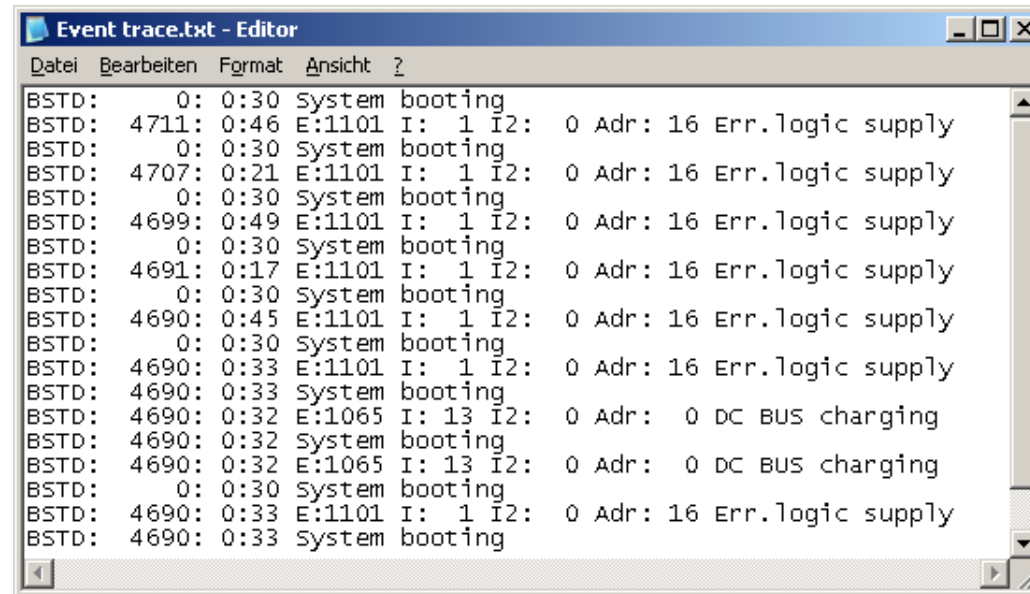 Event trace.txt - Editor
Datei Bearbeiten Format Ansicht ?
BSTD: 0: 0:30 System booting
BSTD: 4711: 0:46 E:1101 I: 1 I2: 0 Adr: 16 Err.logic supply
BSTD: 0: 0:30 System booting
BSTD: 4707: 0:21 E:1101 I: 1 I2: 0 Adr: 16 Err.logic supply
BSTD: 0: 0:30 System booting
BSTD: 4699: 0:49 E:1101 I: 1 I2: 0 Adr: 16 Err.logic supply
BSTD: 0: 0:30 System booting
BSTD: 4691: 0:17 E:1101 I: 1 I2: 0 Adr: 16 Err.logic supply
BSTD: 0: 0:30 System booting
BSTD: 4690: 0:45 E:1101 I: 1 I2: 0 Adr: 16 Err.logic supply
BSTD: 0: 0:30 System booting
BSTD: 4690: 0:33 E:1101 I: 1 I2: 0 Adr: 16 Err.logic supply
BSTD: 4690: 0:33 System booting
BSTD: 4690: 0:32 E:1065 I: 13 I2: 0 Adr: 0 DC BUS charging
BSTD: 4690: 0:32 System booting
BSTD: 4690: 0:32 E:1065 I: 13 I2: 0 Adr: 0 DC BUS charging
BSTD: 0: 0:30 System booting
BSTD: 4690: 0:33 E:1101 I: 1 I2: 0 Adr: 16 Err.logic supply
BSTD: 4690: 0:33 System booting